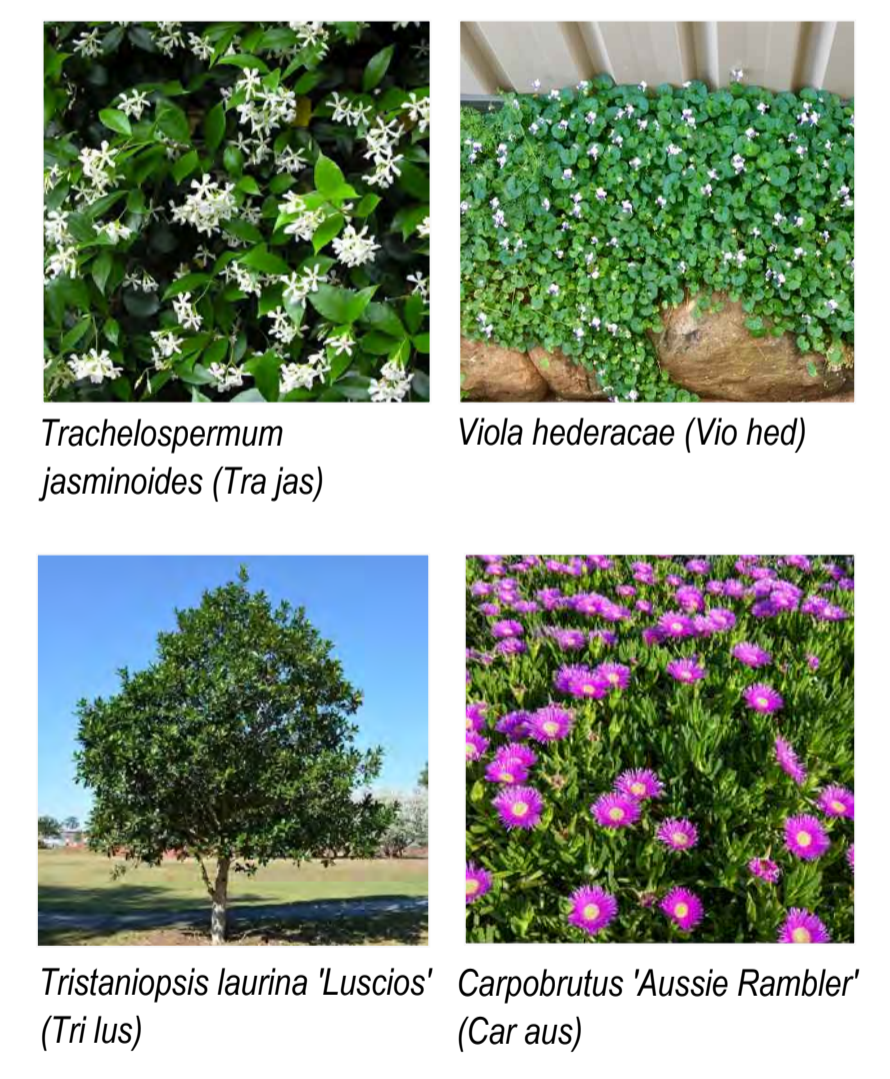 Trachelospermum
jasminoides (Tra jas)
Viola hederacae (Vio hed)
Tristaniopsis laurina 'Luscios'
(Tri lus)
Carpobrutus 'Aussie Rambler'
(Car aus)